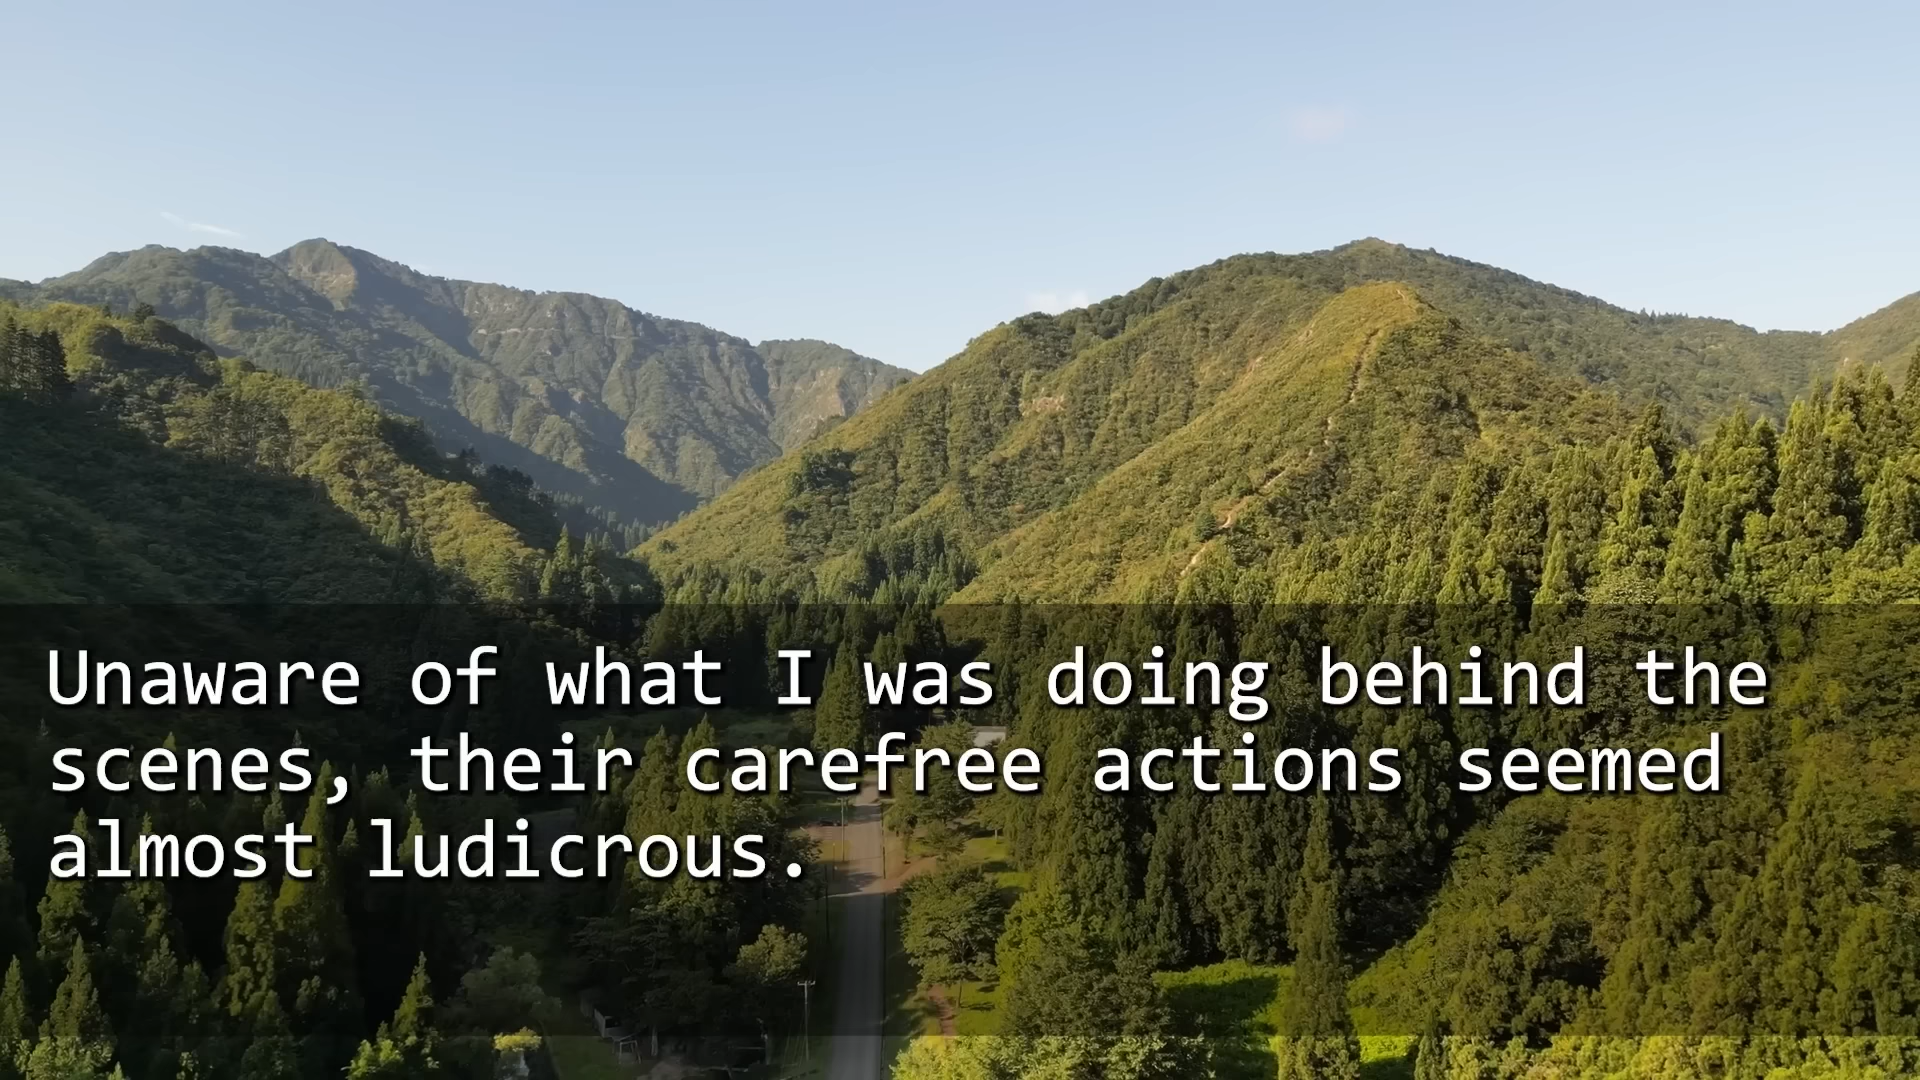 Unaware of what I was doing behind the
scenes, their carefree actions seemed
almost ludicrous.